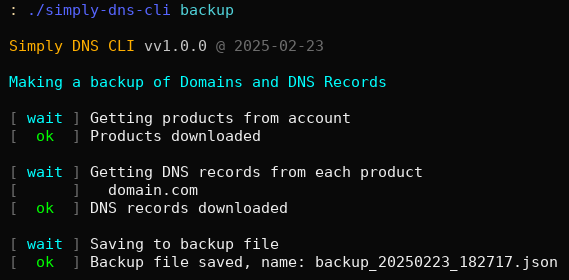 : ./simply-dns-cli backup
Simply DNS CLI vv1.0.0 @ 2025-02-23
Making a backup of Domains and DNS Records
[ wait ] Getting products from account
[  ok  ] Products downloaded
[ wait ] Getting DNS records from each product
[      ]   domain.com
[  ok  ] DNS records downloaded
[ wait ] Saving to backup file
[  ok  ] Backup file saved, name: backup_20250223_182717.json